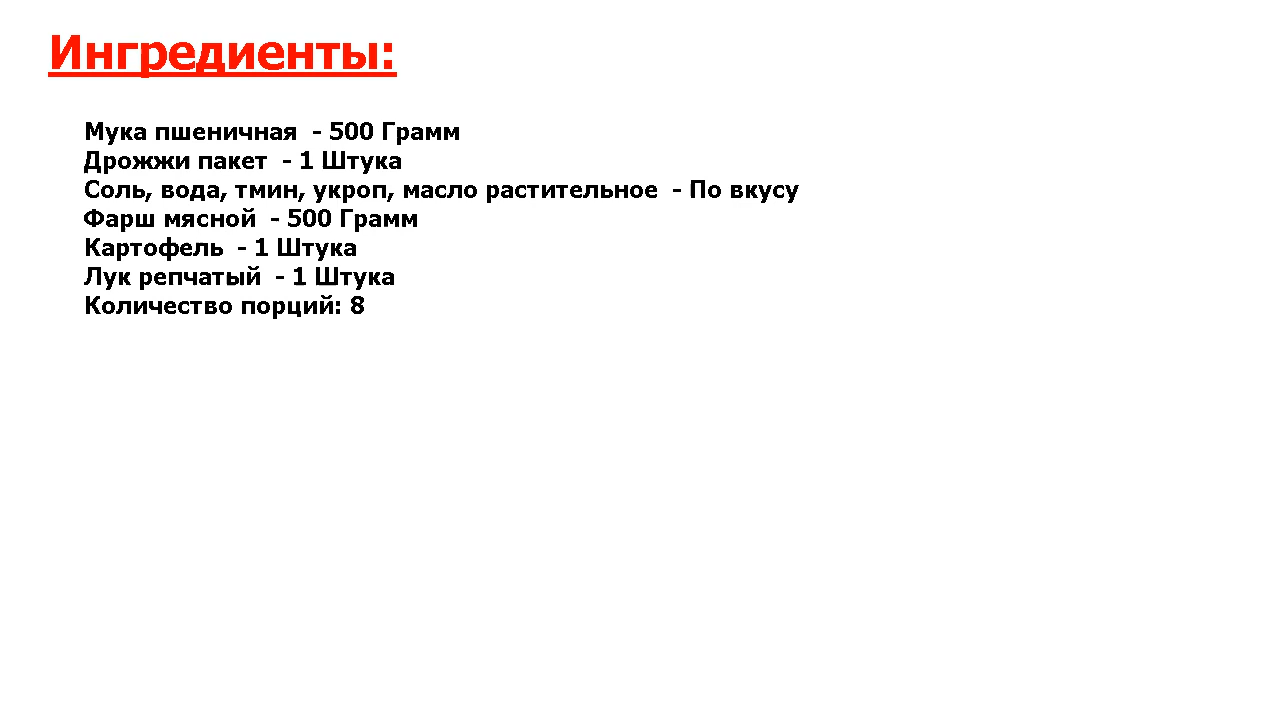 Ингредиенты:
Мука пшеничная - 500 Грамм
Дрожжи пакет - 1 Штука
Соль, вода, тмин, укроп, масло растительное - По вкусу
Фарш мясной - 500 Грамм
Картофель - 1 Штука
Лук репчатый - 1 Штука
Количество порций: 8